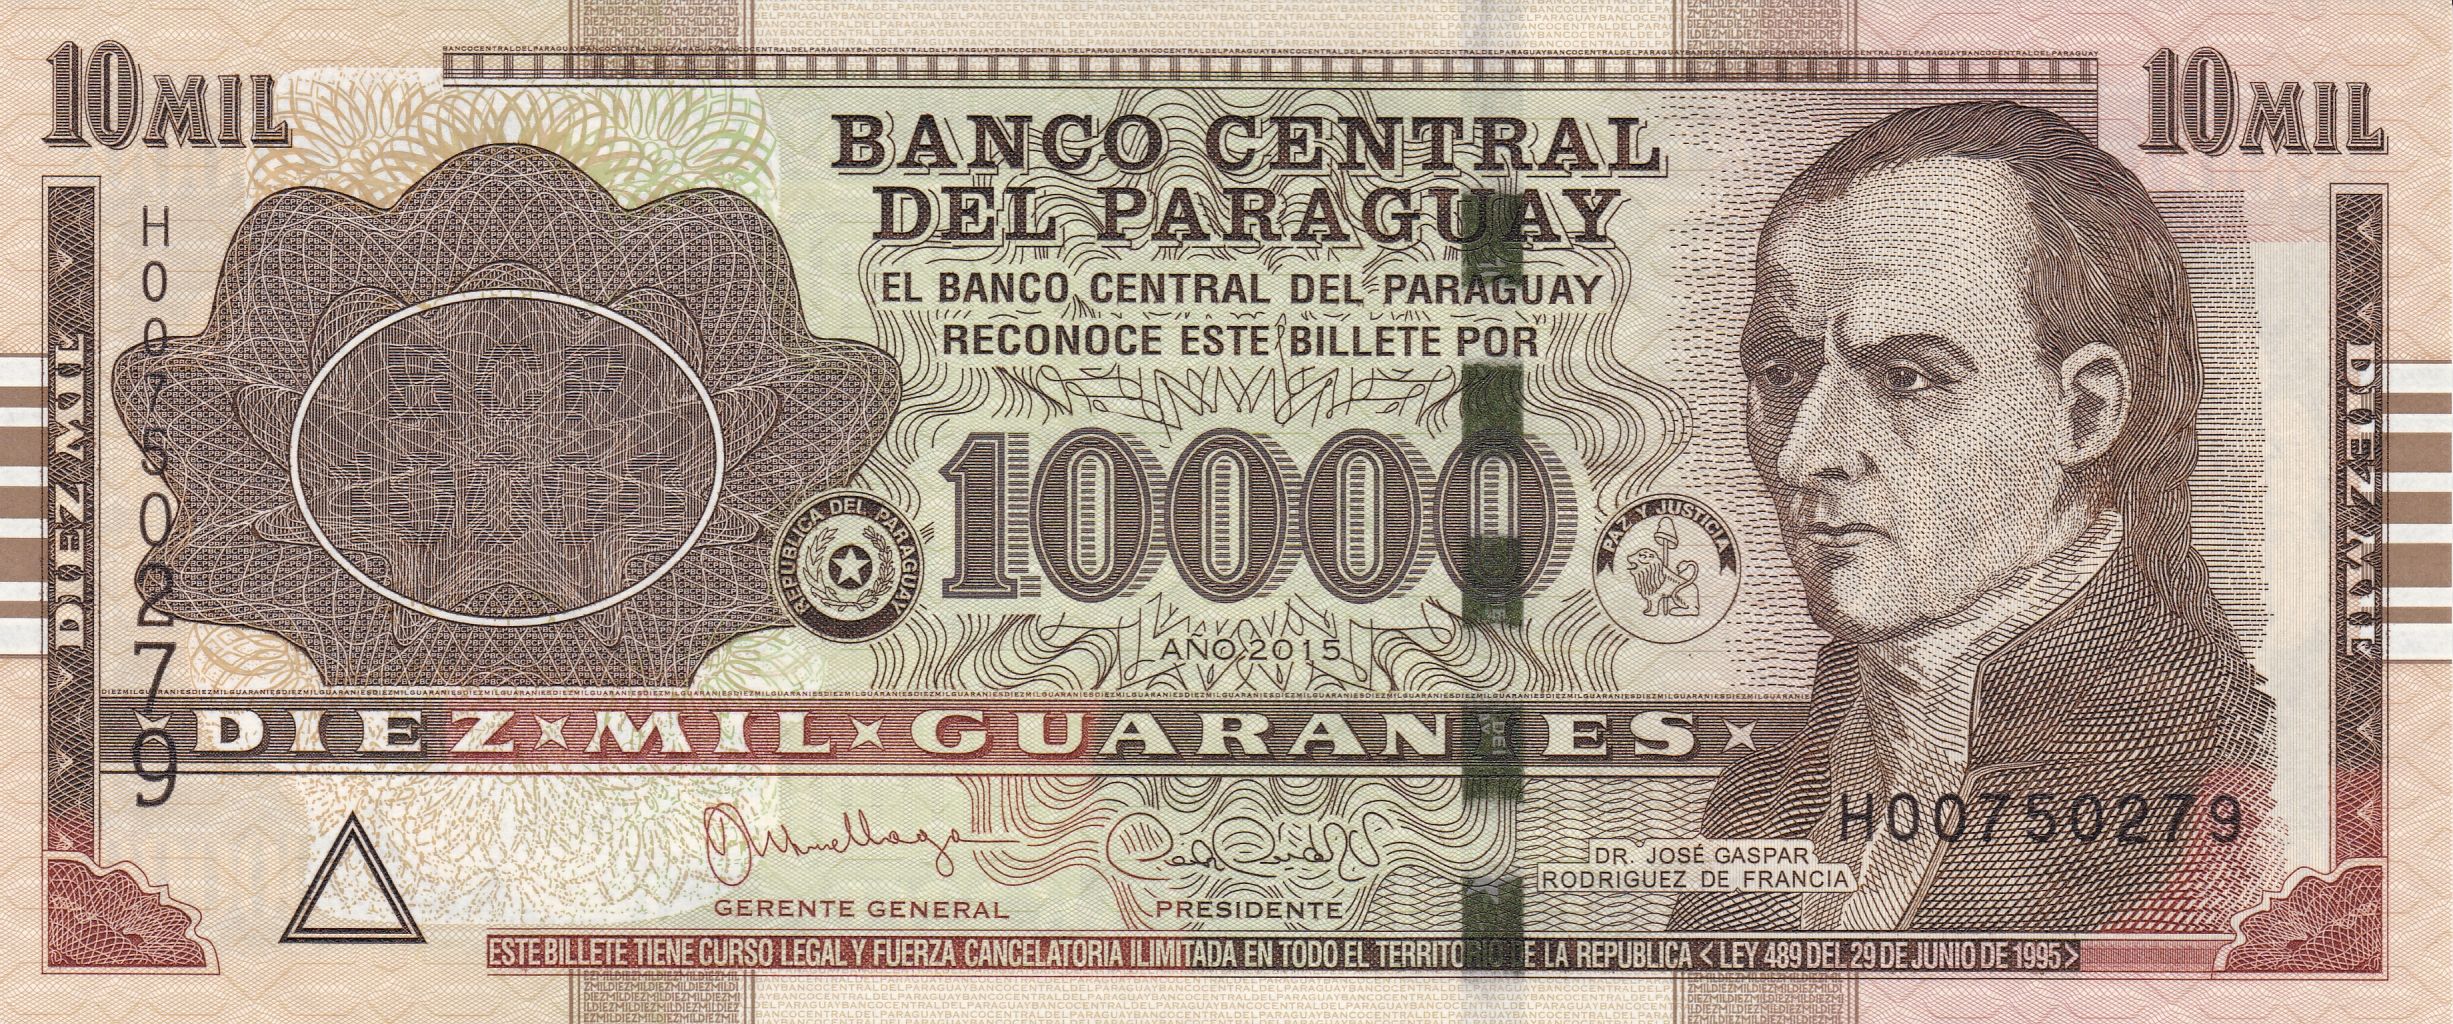 10 MIL
10 MIL
BANCO CENTRAL
DEL PARAGUAY
EL BANCO CENTRAL DEL PARAGUAY
RECONOCE ESTE BILLETE POR
10000
H00750279
DIEZ MIL
DIEZ MIL
REPUBLICA DEL PARAGUAY
PAZ Y JUSTICIA
AÑO 2015
DIEZMILGUARANIESDIEZMILGUARANIES
DIEZ MIL GUARANIES
H00750279
DR. JOSÉ GASPAR
RODRIGUEZ DE FRANCIA
GERENTE GENERAL
PRESIDENTE
ESTE BILLETE TIENE CURSO LEGAL Y FUERZA CANCELATORIA ILIMITADA EN TODO EL TERRITORIO DE LA REPUBLICA <LEY 489 DEL 29 DE JUNIO DE 1995>